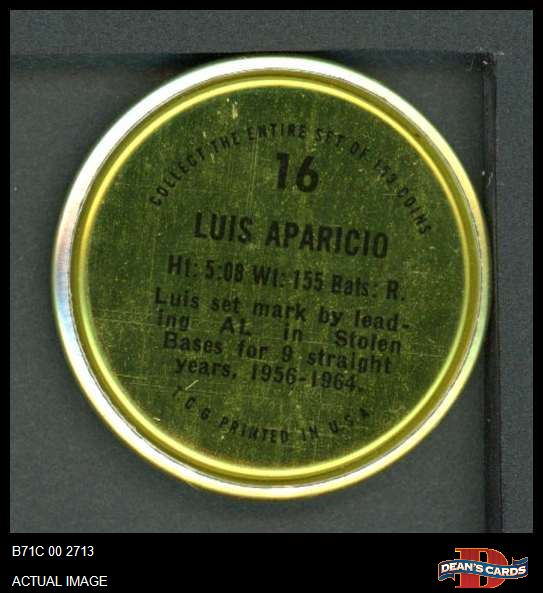 COLLECT THE ENTIRE SET OF 153 COINS
16
LUIS APARICIO
Ht: 5:08 Wt: 155 Bats: R.
Luis set mark by lead-
ing AL in Stolen
Bases for 9 straight
years, 1956-1964.
T.C.G PRINTED IN U.S.A.
B71C 00 2713
ACTUAL IMAGE
DEAN'S CARDS